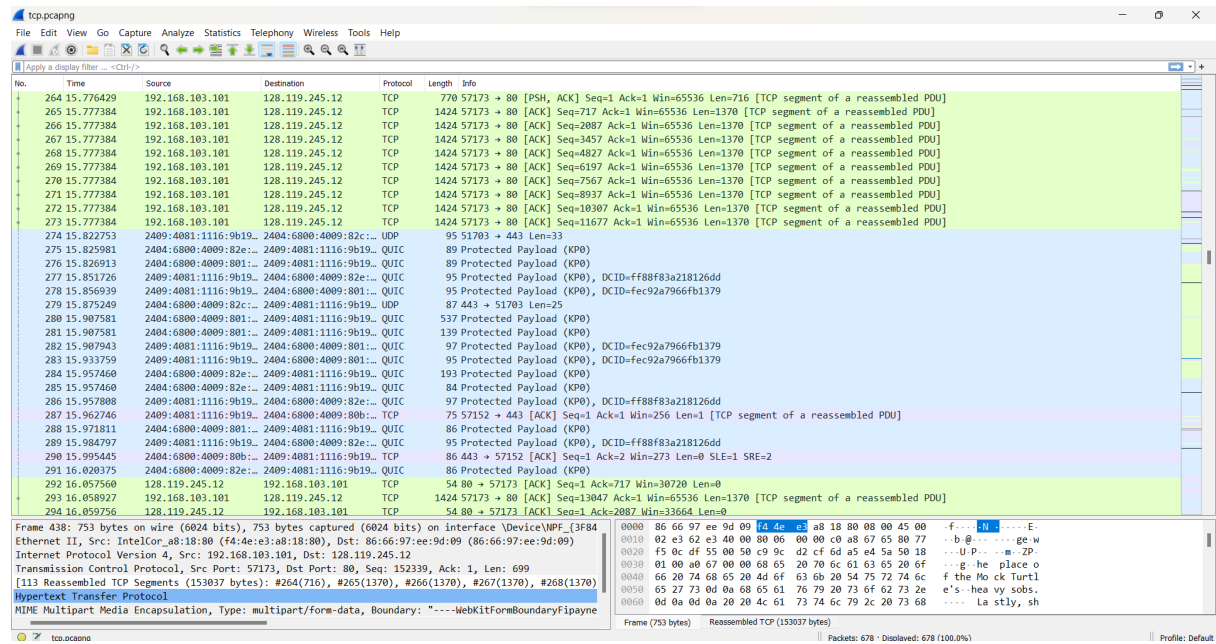 tcp.pcapng
File Edit View Go Capture Analyze Statistics Telephony Wireless Tools Help
Apply a display filter ... <Ctrl-/>
No. Time Source Destination Protocol Length Info
264 15.776429 192.168.103.101 128.119.245.12 TCP 770 57173 → 80 [PSH, ACK] Seq=1 Ack=1 Win=65536 Len=716 [TCP segment of a reassembled PDU]
265 15.777384 192.168.103.101 128.119.245.12 TCP 1424 57173 → 80 [ACK] Seq=717 Ack=1 Win=65536 Len=1370 [TCP segment of a reassembled PDU]
266 15.777384 192.168.103.101 128.119.245.12 TCP 1424 57173 → 80 [ACK] Seq=2087 Ack=1 Win=65536 Len=1370 [TCP segment of a reassembled PDU]
267 15.777384 192.168.103.101 128.119.245.12 TCP 1424 57173 → 80 [ACK] Seq=3457 Ack=1 Win=65536 Len=1370 [TCP segment of a reassembled PDU]
268 15.777384 192.168.103.101 128.119.245.12 TCP 1424 57173 → 80 [ACK] Seq=4827 Ack=1 Win=65536 Len=1370 [TCP segment of a reassembled PDU]
269 15.777384 192.168.103.101 128.119.245.12 TCP 1424 57173 → 80 [ACK] Seq=6197 Ack=1 Win=65536 Len=1370 [TCP segment of a reassembled PDU]
270 15.777384 192.168.103.101 128.119.245.12 TCP 1424 57173 → 80 [ACK] Seq=7567 Ack=1 Win=65536 Len=1370 [TCP segment of a reassembled PDU]
271 15.777384 192.168.103.101 128.119.245.12 TCP 1424 57173 → 80 [ACK] Seq=8937 Ack=1 Win=65536 Len=1370 [TCP segment of a reassembled PDU]
272 15.777384 192.168.103.101 128.119.245.12 TCP 1424 57173 → 80 [ACK] Seq=10307 Ack=1 Win=65536 Len=1370 [TCP segment of a reassembled PDU]
273 15.777384 192.168.103.101 128.119.245.12 TCP 1424 57173 → 80 [ACK] Seq=11677 Ack=1 Win=65536 Len=1370 [TCP segment of a reassembled PDU]
274 15.822753 2409:4081:1116:9b19… 2404:6800:4009:82c:… UDP 95 51703 → 443 Len=33
275 15.825981 2404:6800:4009:82e:… 2409:4081:1116:9b19… QUIC 89 Protected Payload (KP0)
276 15.826913 2404:6800:4009:801:… 2409:4081:1116:9b19… QUIC 89 Protected Payload (KP0)
277 15.851726 2409:4081:1116:9b19… 2404:6800:4009:82e:… QUIC 95 Protected Payload (KP0), DCID=ff88f83a218126dd
278 15.856939 2409:4081:1116:9b19… 2404:6800:4009:801:… QUIC 95 Protected Payload (KP0), DCID=fec92a7966fb1379
279 15.875249 2404:6800:4009:82c:… 2409:4081:1116:9b19… UDP 87 443 → 51703 Len=25
280 15.907581 2404:6800:4009:801:… 2409:4081:1116:9b19… QUIC 537 Protected Payload (KP0)
281 15.907581 2404:6800:4009:801:… 2409:4081:1116:9b19… QUIC 139 Protected Payload (KP0)
282 15.907943 2409:4081:1116:9b19… 2404:6800:4009:801:… QUIC 97 Protected Payload (KP0), DCID=fec92a7966fb1379
283 15.933759 2409:4081:1116:9b19… 2404:6800:4009:801:… QUIC 95 Protected Payload (KP0), DCID=fec92a7966fb1379
284 15.957460 2404:6800:4009:82e:… 2409:4081:1116:9b19… QUIC 193 Protected Payload (KP0)
285 15.957460 2404:6800:4009:82e:… 2409:4081:1116:9b19… QUIC 84 Protected Payload (KP0)
286 15.957808 2409:4081:1116:9b19… 2404:6800:4009:82e:… QUIC 97 Protected Payload (KP0), DCID=ff88f83a218126dd
287 15.962746 2409:4081:1116:9b19… 2404:6800:4009:80b:… TCP 75 57152 → 443 [ACK] Seq=1 Ack=1 Win=256 Len=1 [TCP segment of a reassembled PDU]
288 15.971811 2404:6800:4009:82e:… 2409:4081:1116:9b19… QUIC 86 Protected Payload (KP0)
289 15.984797 2409:4081:1116:9b19… 2404:6800:4009:82e:… QUIC 95 Protected Payload (KP0), DCID=ff88f83a218126dd
290 15.995445 2404:6800:4009:80b:… 2409:4081:1116:9b19… TCP 86 443 → 57152 [ACK] Seq=1 Ack=2 Win=273 Len=0 SLE=1 SRE=2
291 16.020375 2404:6800:4009:82e:… 2409:4081:1116:9b19… QUIC 86 Protected Payload (KP0)
292 16.057560 128.119.245.12 192.168.103.101 TCP 54 80 → 57173 [ACK] Seq=1 Ack=717 Win=30720 Len=0
293 16.058927 192.168.103.101 128.119.245.12 TCP 1424 57173 → 80 [ACK] Seq=13047 Ack=1 Win=65536 Len=1370 [TCP segment of a reassembled PDU]
294 16.059756 128.119.245.12 192.168.103.101 TCP 54 80 → 57173 [ACK] Seq=1 Ack=2087 Win=33664 Len=0
Frame 438: 753 bytes on wire (6024 bits), 753 bytes captured (6024 bits) on interface \Device\NPF_{3F84
Ethernet II, Src: IntelCor_a8:18:80 (f4:4e:e3:a8:18:80), Dst: 86:66:97:ee:9d:09 (86:66:97:ee:9d:09)
Internet Protocol Version 4, Src: 192.168.103.101, Dst: 128.119.245.12
Transmission Control Protocol, Src Port: 57173, Dst Port: 80, Seq: 152339, Ack: 1, Len: 699
[113 Reassembled TCP Segments (153037 bytes): #264(716), #265(1370), #266(1370), #267(1370), #268(1370)
Hypertext Transfer Protocol
MIME Multipart Media Encapsulation, Type: multipart/form-data, Boundary: "----WebKitFormBoundaryFipayne
0000 86 66 97 ee 9d 09 f4 4e e3 a8 18 80 08 00 45 00 ·f·····N ······E·
0010 02 e3 62 e3 40 00 80 06 00 00 c0 a8 67 65 80 77 ··b·@··· ····ge·w
0020 f5 0c df 55 00 50 c9 9c d2 cf 6d a5 e4 5a 50 18 ···U·P·· ··m··ZP·
0030 01 00 a0 67 00 00 68 65 20 70 6c 61 63 65 20 6f ···g··he place o
0040 66 20 74 68 65 20 4d 6f 63 6b 20 54 75 72 74 6c f the Mo ck Turtl
0050 65 27 73 0d 0a 68 65 61 76 79 20 73 6f 62 73 2e e's··hea vy sobs.
0060 0d 0a 0d 0a 20 20 4c 61 73 74 6c 79 2c 20 73 68 ···· La stly, sh
Frame (753 bytes) Reassembled TCP (153037 bytes)
tcp.pcapng Packets: 678 · Displayed: 678 (100.0%) Profile: Default